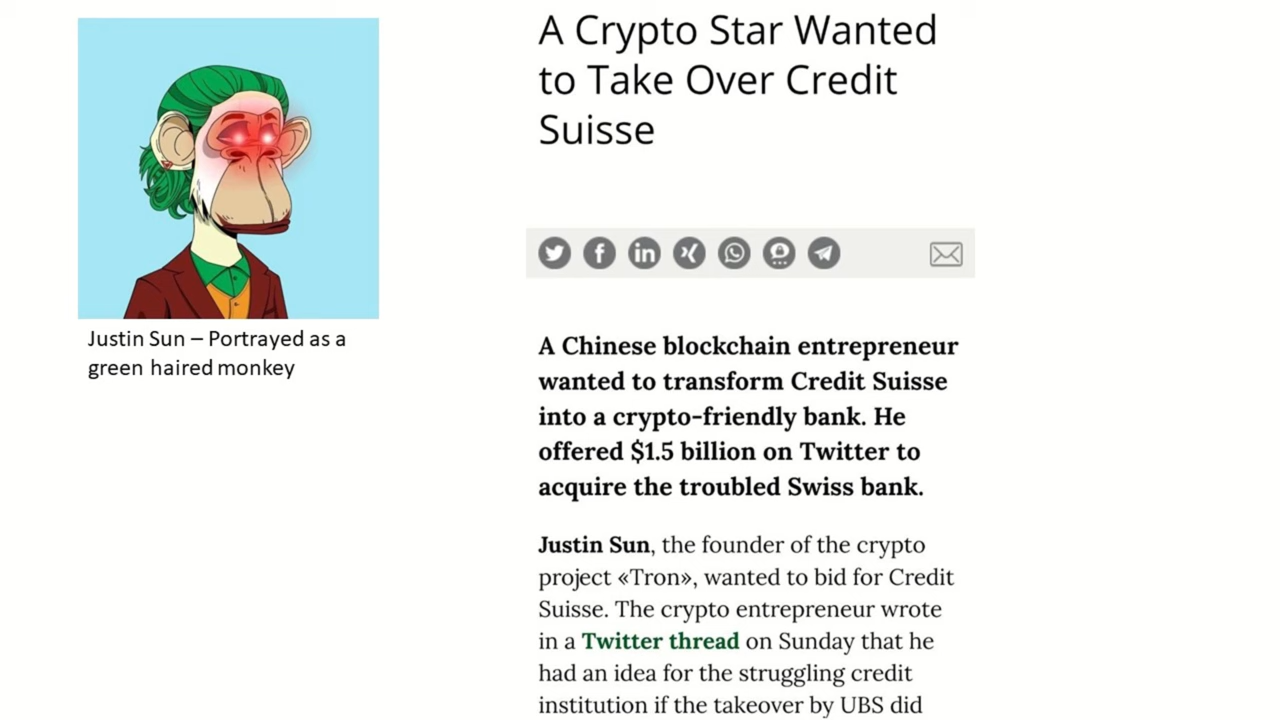 A Crypto Star Wanted
to Take Over Credit
Suisse
Justin Sun – Portrayed as a
green haired monkey
A Chinese blockchain entrepreneur
wanted to transform Credit Suisse
into a crypto-friendly bank. He
offered $1.5 billion on Twitter to
acquire the troubled Swiss bank.
Justin Sun, the founder of the crypto
project «Tron», wanted to bid for Credit
Suisse. The crypto entrepreneur wrote
in a Twitter thread on Sunday that he
had an idea for the struggling credit
institution if the takeover by UBS did